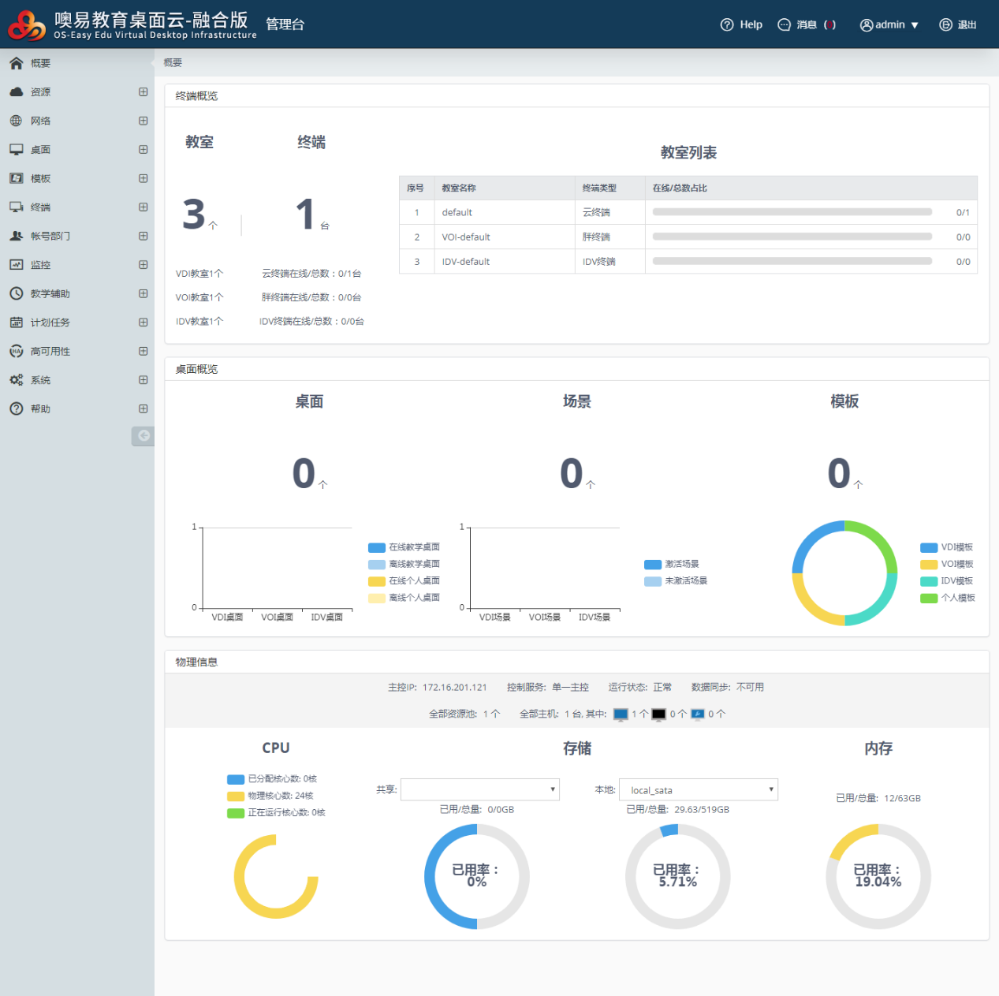 噢易教育桌面云-融合版
OS-Easy Edu Virtual Desktop Infrastructure
管理台
Help 消息 () admin ▼ 退出
概要
资源
网络
桌面
模板
终端
帐号部门
监控
教学辅助
计划任务
高可用性
系统
帮助
概要
终端概览
教室 终端
3 个 1 台
VDI教室1个 云终端在线/总数：0/1台
VOI教室1个 胖终端在线/总数：0/0台
IDV教室1个 IDV终端在线/总数：0/0台
教室列表
序号 教室名称 终端类型 在线/总数占比
1 default 云终端 0/1
2 VOI-default 胖终端 0/0
3 IDV-default IDV终端 0/0
桌面概览
桌面 场景 模板
0 个 0 个 0 个
1
0
VDI桌面 VOI桌面 IDV桌面
在线教学桌面
离线教学桌面
在线个人桌面
离线个人桌面
1
0
VDI场景 VOI场景 IDV场景
激活场景
未激活场景
VDI模板
VOI模板
IDV模板
个人模板
物理信息
主控IP: 172.16.201.121 控制服务: 单一主控 运行状态: 正常 数据同步: 不可用
全部资源池: 1 个 全部主机: 1 台, 其中: 1 个 0 个 0 个
CPU
已分配核心数: 0核
物理核心数: 24核
正在运行核心数: 0核
存储
共享:
已用/总量: 0/0GB
已用率：
0%
本地: local_sata
已用/总量: 29.63/519GB
已用率：
5.71%
内存
已用/总量: 12/63GB
已用率：
19.04%